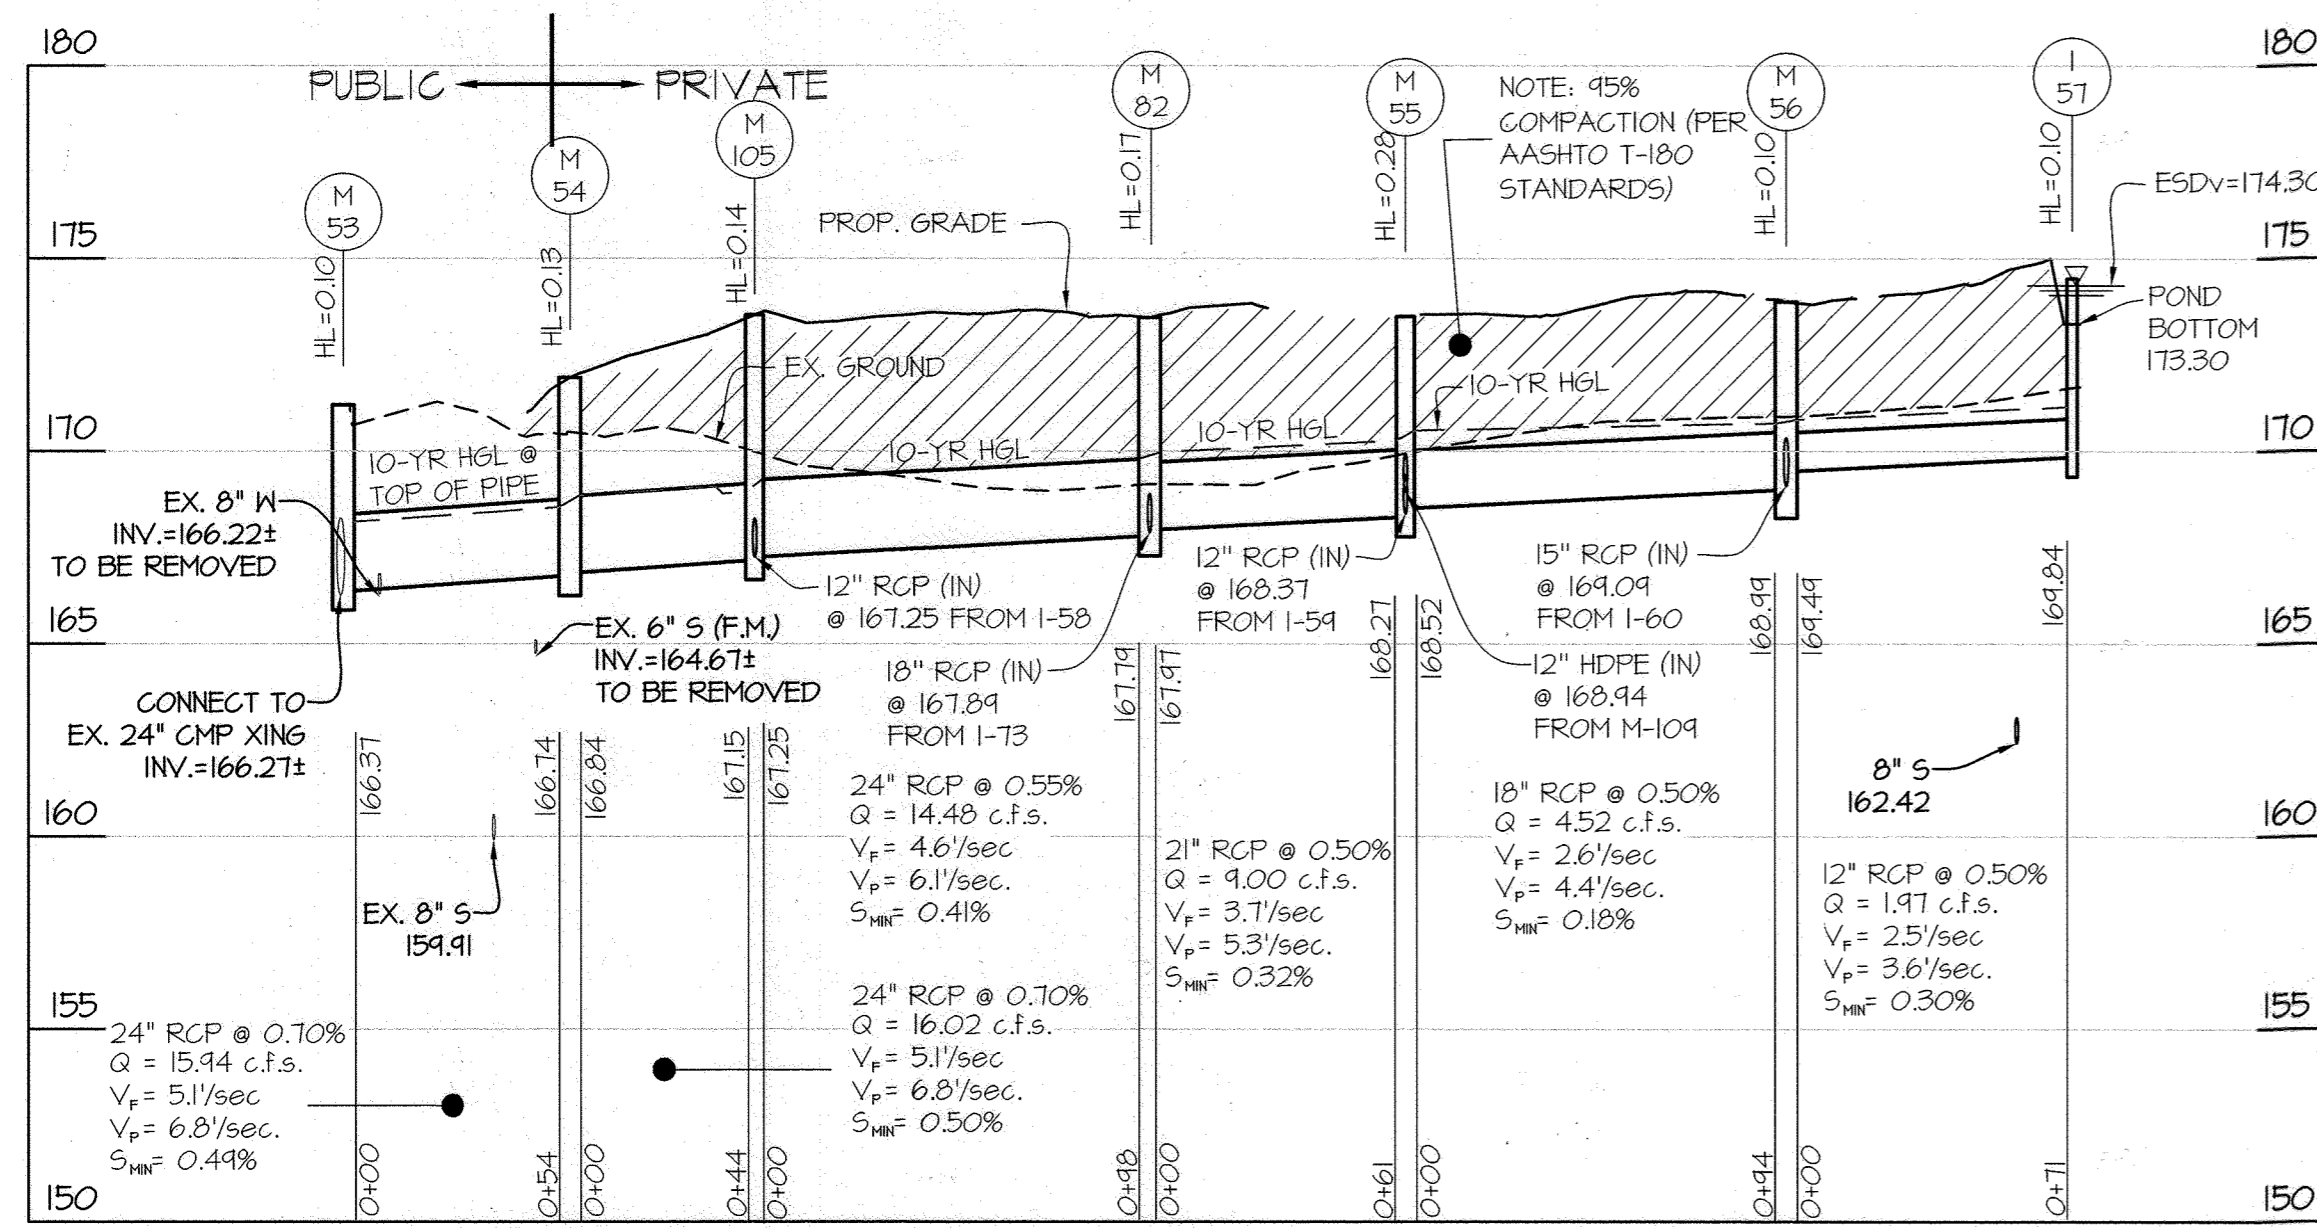 180
175
170
165
160
155
150
PUBLIC
PRIVATE
M
53
HL=0.10
M
54
HL=0.13
M
105
HL=0.14
M
82
HL=0.17
M
55
HL=0.28
M
56
HL=0.10
I
57
HL=0.10
180
175
170
165
160
155
150
PROP. GRADE
NOTE: 95%
COMPACTION (PER
AASHTO T-180
STANDARDS)
ESDv=174.30
POND
BOTTOM
173.30
EX. GROUND
10-YR HGL @
TOP OF PIPE
10-YR HGL
10-YR HGL
10-YR HGL
EX. 8" W
INV.=166.22±
TO BE REMOVED
CONNECT TO
EX. 24" CMP XING
INV.=166.27±
EX. 6" S (F.M.)
INV.=164.67±
TO BE REMOVED
12" RCP (IN)
@ 167.25 FROM I-58
18" RCP (IN)
@ 167.89
FROM I-73
12" RCP (IN)
@ 168.37
FROM I-59
12" HDPE (IN)
@ 168.94
FROM M-109
15" RCP (IN)
@ 169.09
FROM I-60
8" S
162.42
EX. 8" S
159.91
166.37
166.74
166.84
167.15
167.25
167.79
167.97
168.27
168.52
168.99
169.49
169.84
24" RCP @ 0.70%
Q = 15.94 c.f.s.
VF= 5.1'/sec
VP= 6.8'/sec.
SMIN= 0.49%
24" RCP @ 0.70%
Q = 16.02 c.f.s.
VF= 5.1'/sec
VP= 6.8'/sec.
SMIN= 0.50%
24" RCP @ 0.55%
Q = 14.48 c.f.s.
VF= 4.6'/sec
VP= 6.1'/sec.
SMIN= 0.41%
21" RCP @ 0.50%
Q = 9.00 c.f.s.
VF= 3.7'/sec
VP= 5.3'/sec.
SMIN= 0.32%
18" RCP @ 0.50%
Q = 4.52 c.f.s.
VF= 2.6'/sec
VP= 4.4'/sec.
SMIN= 0.18%
12" RCP @ 0.50%
Q = 1.97 c.f.s.
VF= 2.5'/sec
VP= 3.6'/sec.
SMIN= 0.30%
0+00
0+54
0+00
0+44
0+00
0+98
0+00
0+61
0+00
0+94
0+00
0+71